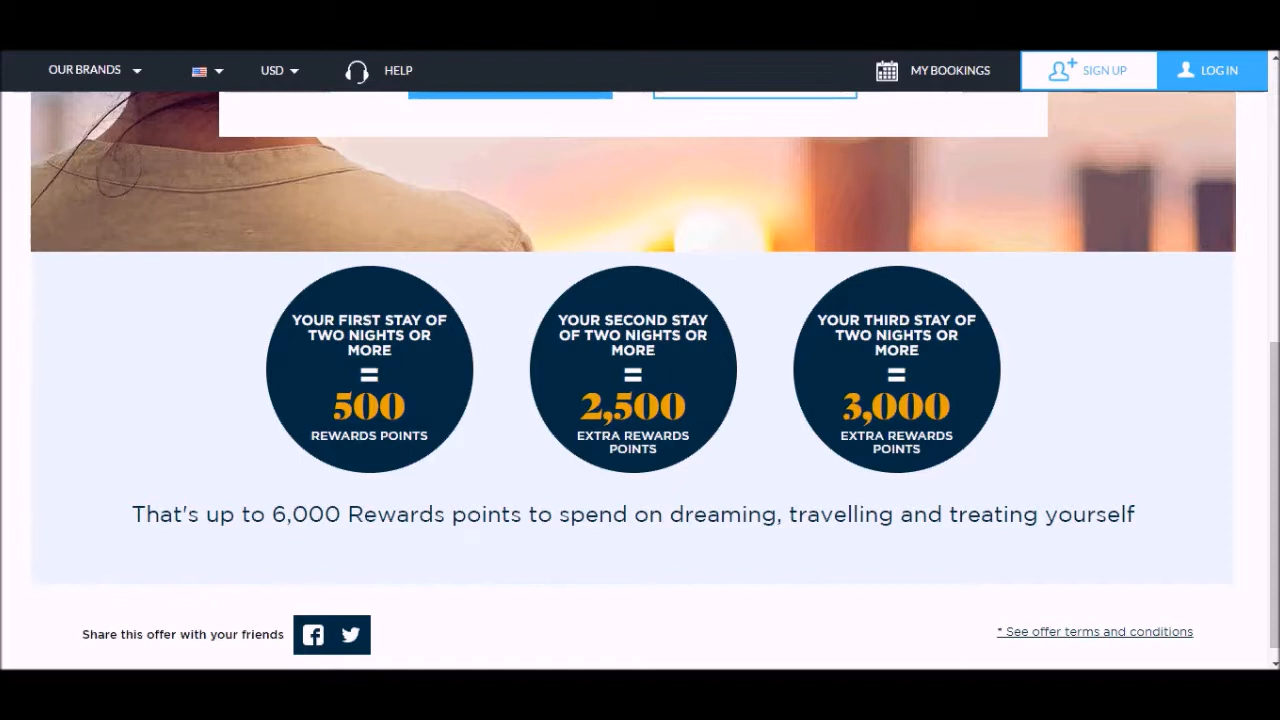 OUR BRANDS USD HELP MY BOOKINGS SIGN UP LOG IN
YOUR FIRST STAY OF
TWO NIGHTS OR
MORE
=
500
REWARDS POINTS
YOUR SECOND STAY
OF TWO NIGHTS OR
MORE
=
2,500
EXTRA REWARDS
POINTS
YOUR THIRD STAY OF
TWO NIGHTS OR
MORE
=
3,000
EXTRA REWARDS
POINTS
That's up to 6,000 Rewards points to spend on dreaming, travelling and treating yourself
Share this offer with your friends
* See offer terms and conditions